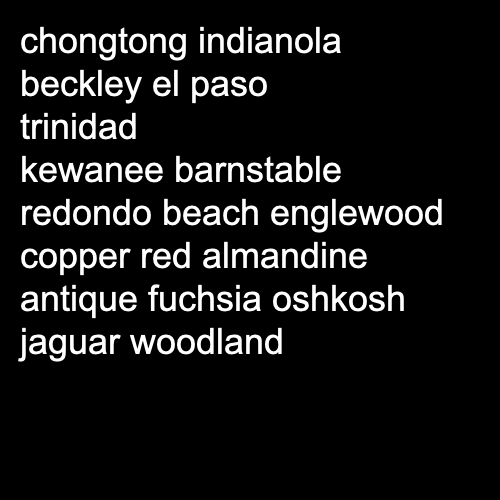 chongtong indianola
beckley el paso
trinidad
kewanee barnstable
redondo beach englewood
copper red almandine
antique fuchsia oshkosh
jaguar woodland